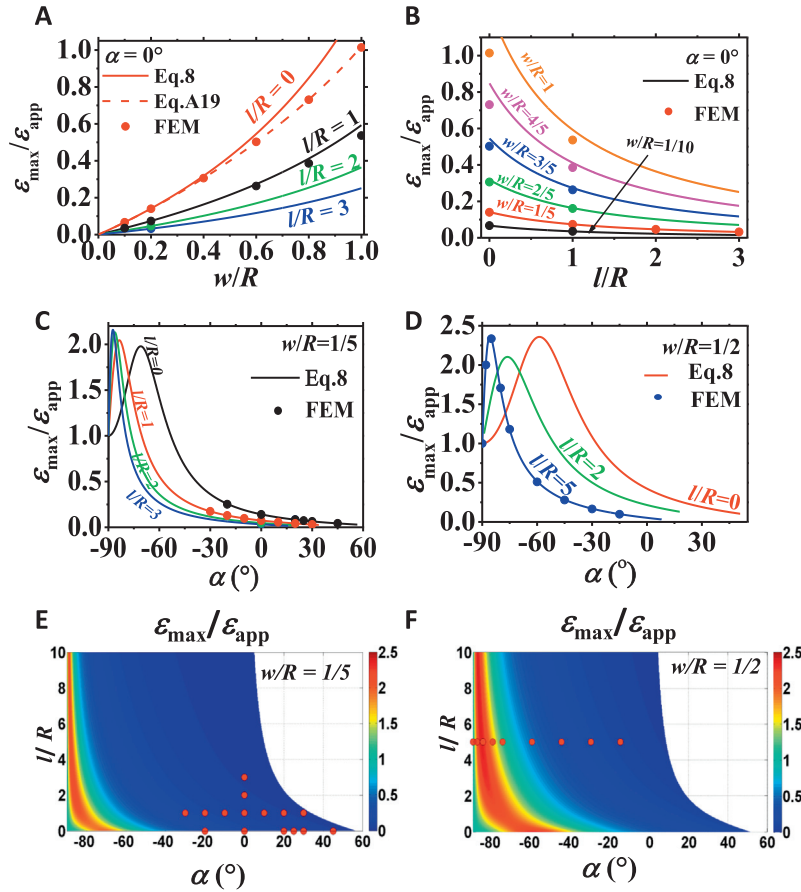 A
α = 0°
Eq.8
Eq.A19
FEM
l/R = 0
l/R = 1
l/R = 2
l/R = 3
ε_max/ε_app
1.0
0.8
0.6
0.4
0.2
0.0
0.0 0.2 0.4 0.6 0.8 1.0
w/R
B
α = 0°
Eq.8
FEM
w/R=1
w/R=4/5
w/R=3/5
w/R=2/5
w/R=1/5
w/R=1/10
ε_max/ε_app
1.0
0.8
0.6
0.4
0.2
0.0
0 1 2 3
l/R
C
w/R=1/5
Eq.8
FEM
l/R=0
l/R=1
l/R=2
l/R=3
ε_max/ε_app
2.0
1.5
1.0
0.5
0.0
-90 -60 -30 0 30 60
α (°)
D
w/R=1/2
Eq.8
FEM
l/R=5
l/R=2
l/R=0
ε_max/ε_app
2.5
2.0
1.5
1.0
0.5
0.0
-90 -60 -30 0 30
α (°)
E
ε_max/ε_app
w/R = 1/5
l/ R
10
8
6
4
2
0
-80 -60 -40 -20 0 20 40 60
α (°)
2.5
2
1.5
1
0.5
0
F
ε_max/ε_app
w/R = 1/2
l/ R
10
8
6
4
2
0
-80 -60 -40 -20 0 20 40 60
α (°)
2.5
2
1.5
1
0.5
0